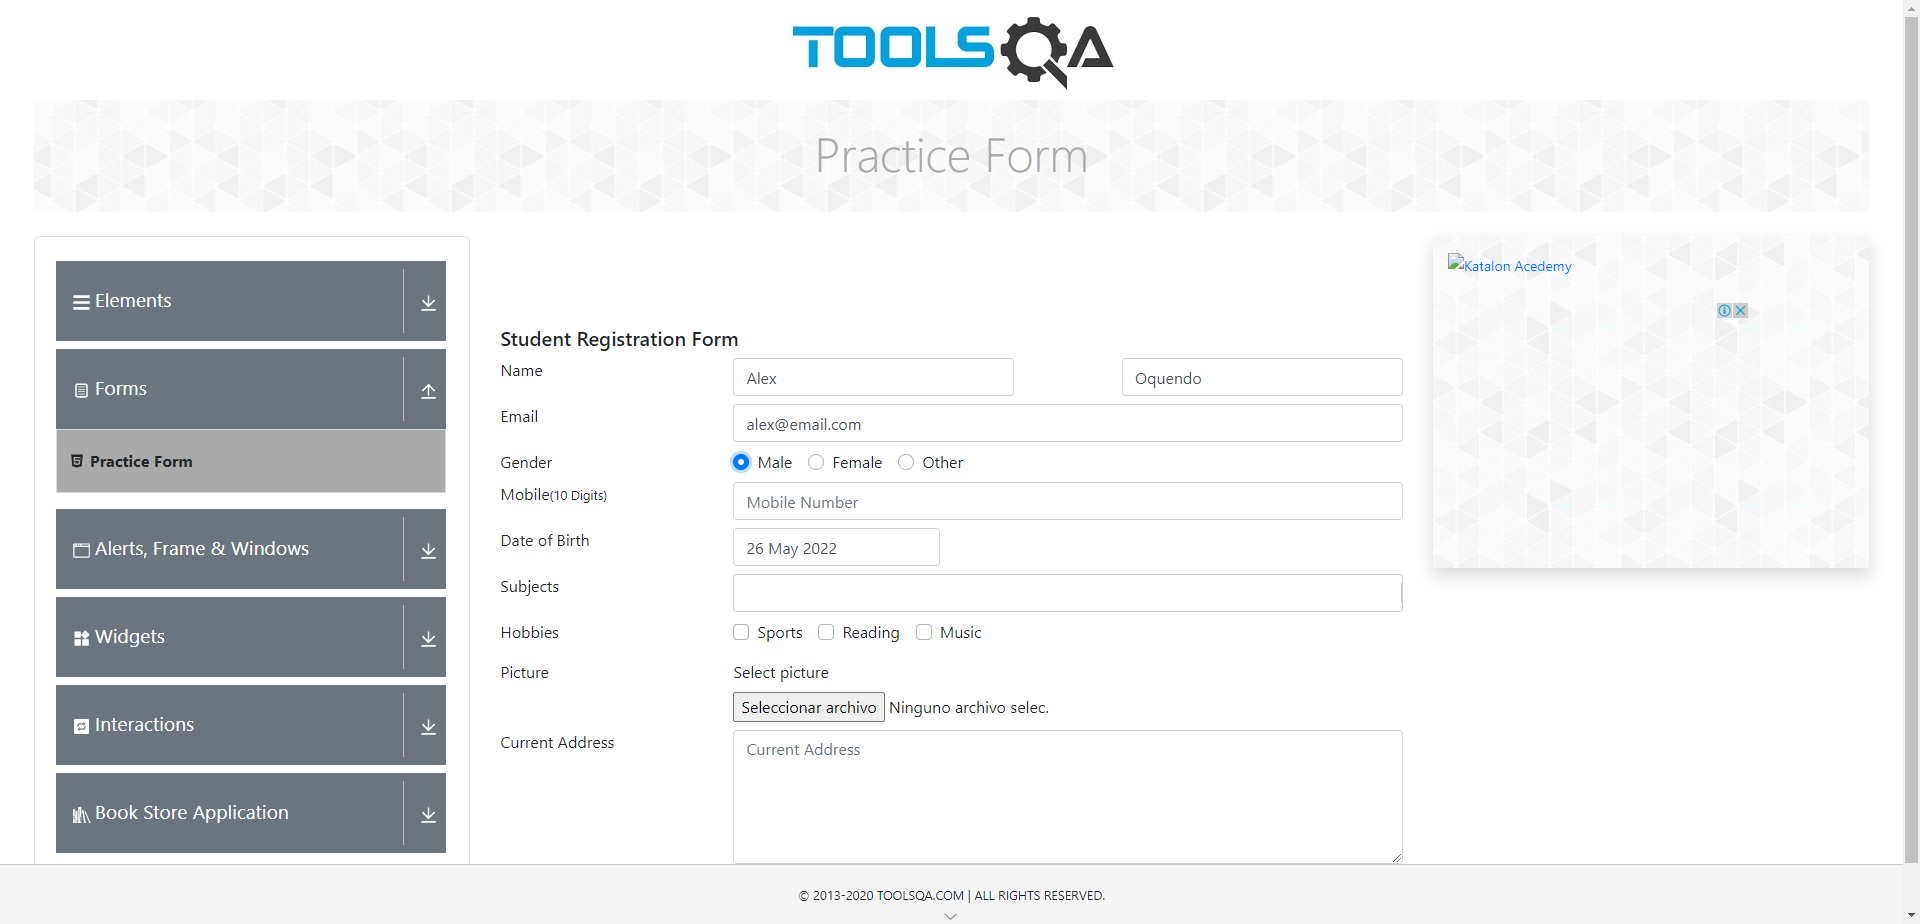 TOOLSQA
Practice Form
Elements
Forms
Practice Form
Alerts, Frame & Windows
Widgets
Interactions
Book Store Application
Student Registration Form
Name
Alex
Oquendo
Email
alex@email.com
Gender
Male
Female
Other
Mobile(10 Digits)
Mobile Number
Date of Birth
26 May 2022
Subjects
Hobbies
Sports
Reading
Music
Picture
Select picture
Seleccionar archivo
Ninguno archivo selec.
Current Address
Current Address
Katalon Acedemy
© 2013-2020 TOOLSQA.COM | ALL RIGHTS RESERVED.